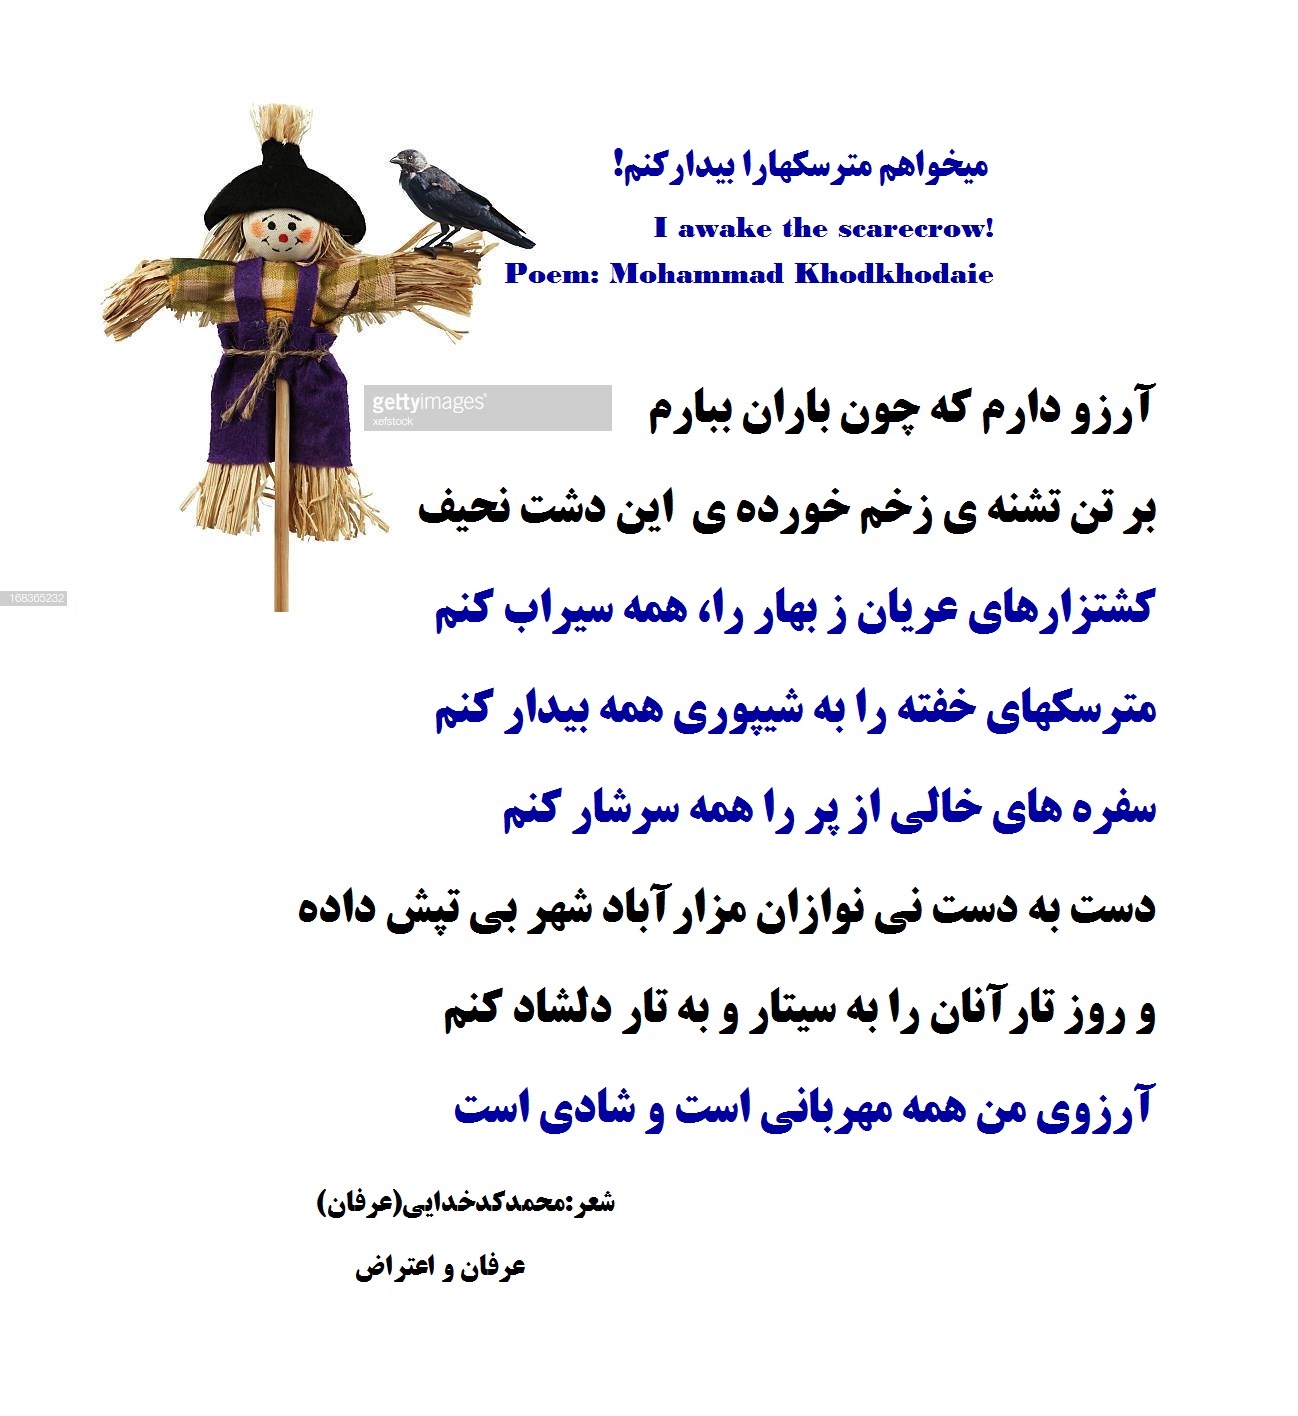 میخواهم مترسکهارا بیدارکنم!
I awake the scarecrow!
Poem: Mohammad Khodkhodaie
gettyimages®
xefstock
آرزو دارم که چون باران ببارم
بر تن تشنه ی زخم خورده ی این دشت نحیف
کشتزارهای عریان ز بهار را، همه سیراب کنم
168365232
مترسکهای خفته را به شیپوری همه بیدار کنم
سفره های خالی از پر را همه سرشار کنم
دست به دست نی نوازان مزارآباد شهر بی تپش داده
و روز تارآنان را به سیتار و به تار دلشاد کنم
آرزوی من همه مهربانی است و شادی است
شعر:محمدکدخدایی(عرفان)
عرفان و اعتراض